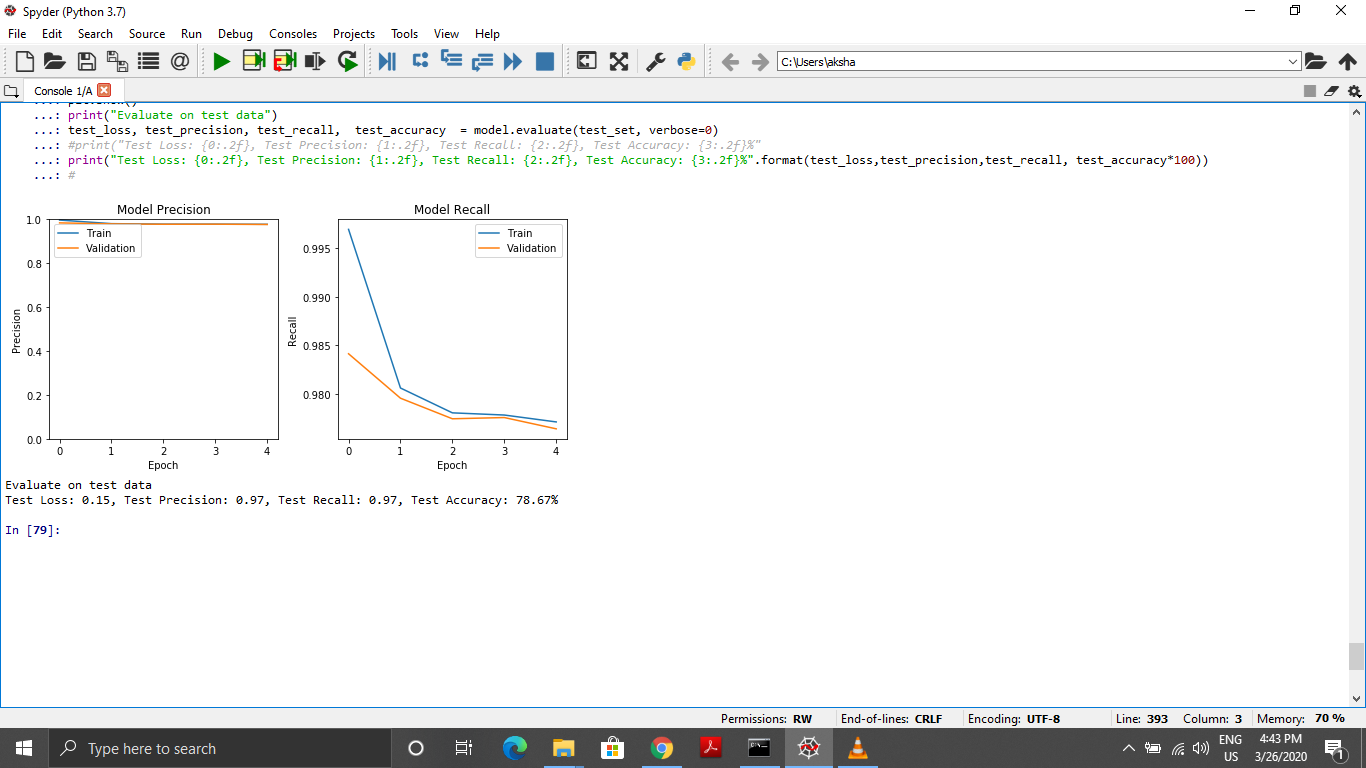 Spyder (Python 3.7)
File Edit Search Source Run Debug Consoles Projects Tools View Help
C:\Users\aksha
Console 1/A
...: print("Evaluate on test data")
...: test_loss, test_precision, test_recall,  test_accuracy  = model.evaluate(test_set, verbose=0)
...: #print("Test Loss: {0:.2f}, Test Precision: {1:.2f}, Test Recall: {2:.2f}, Test Accuracy: {3:.2f}%"
...: print("Test Loss: {0:.2f}, Test Precision: {1:.2f}, Test Recall: {2:.2f}, Test Accuracy: {3:.2f}%".format(test_loss,test_precision,test_recall, test_accuracy*100))
...: #
Model Precision
1.0
0.8
0.6
0.4
0.2
0.0
Precision
Train
Validation
0 1 2 3 4
Epoch
Model Recall
0.995
0.990
0.985
0.980
Recall
Train
Validation
0 1 2 3 4
Epoch
Evaluate on test data
Test Loss: 0.15, Test Precision: 0.97, Test Recall: 0.97, Test Accuracy: 78.67%
In [79]:
Permissions: RW End-of-lines: CRLF Encoding: UTF-8 Line: 393 Column: 3 Memory: 70 %
Type here to search
ENG
US
4:43 PM
3/26/2020
1